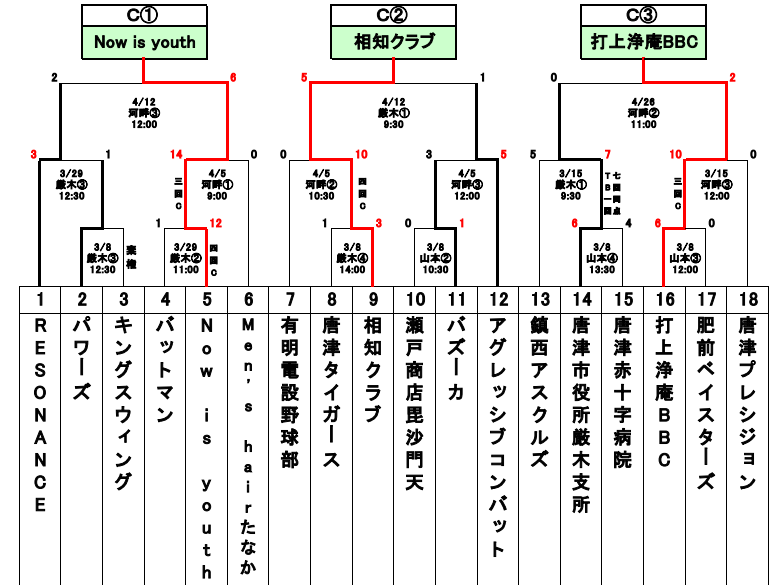 C① C② C③
Now is youth 相知クラブ 打上浄庵BBC
2 6 5 1 0 2
4/12 4/12 4/26
河畔③ 厳木① 河畔②
12:00 9:30 11:00
3 1 14 0 0 10 3 5 5 7 10 0
3/29 4/5 4/5 4/5 3/15 3/15
厳木③ 河畔① 河畔② 河畔③ 厳木① 河畔③
12:30 9:00 10:30 12:00 9:30 12:00
三回C
四回C
七回同点
TB一回
三回C
1 12 1 3 0 1 6 4 6 0
3/8 3/29 3/8 3/8 3/8 3/8
厳木③ 厳木② 厳木④ 山本② 山本④ 山本③
12:30 11:00 14:00 10:30 13:30 12:00
棄権
四回C
1 2 3 4 5 6 7 8 9 10 11 12 13 14 15 16 17 18
RESONANCE
パワーズ
キングスウィング
バットマン
Now is youth
Men's hairたなか
有明電設野球部
唐津タイガース
相知クラブ
瀬戸商店毘沙門天
バズーカ
アグレッシブコンバット
鎮西アスクルズ
唐津市役所厳木支所
唐津赤十字病院
打上浄庵BBC
肥前ベイスターズ
唐津プレシジョン